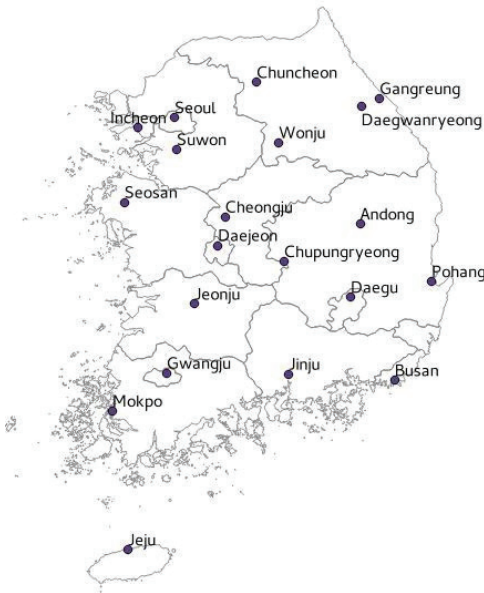 Chuncheon
Gangreung
Seoul
Incheon
Daegwanryeong
Wonju
Suwon
Seosan
Cheongju
Andong
Daejeon
Chupungryeong
Pohang
Daegu
Jeonju
Gwangju
Jinju
Busan
Mokpo
Jeju